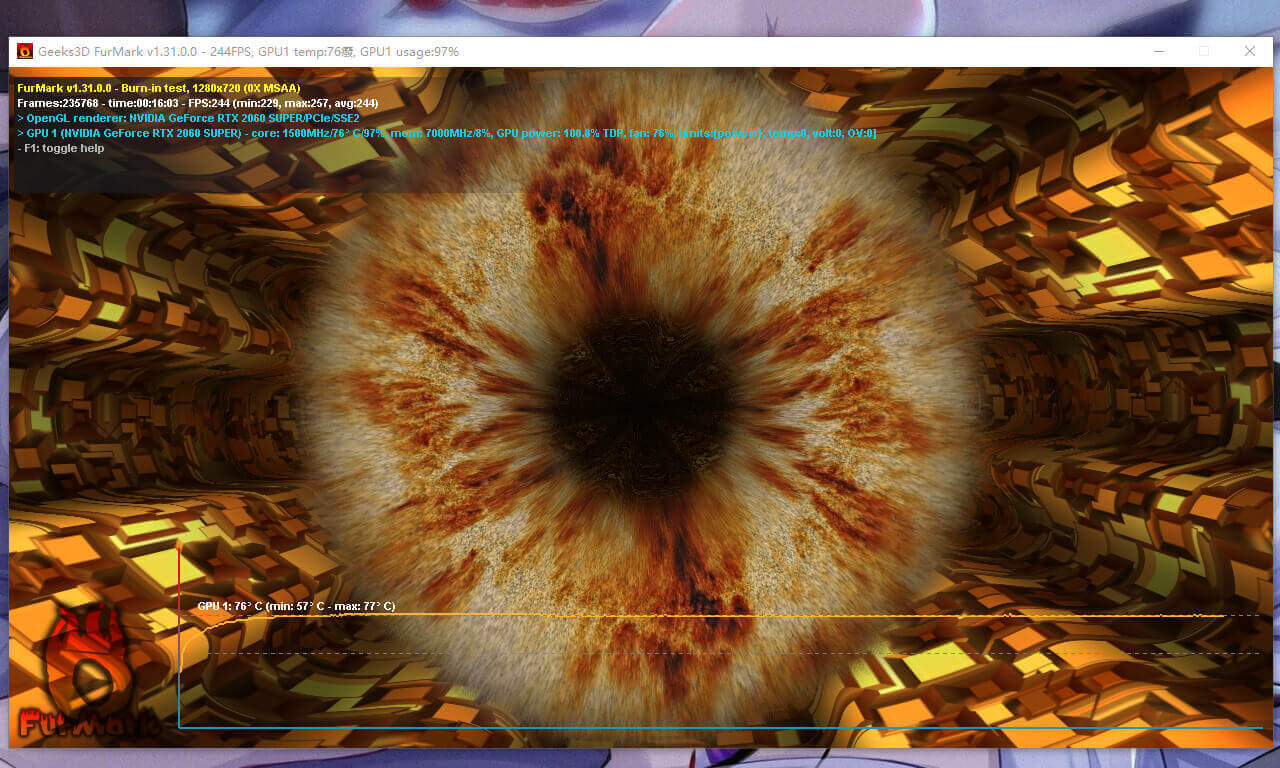 Geeks3D FurMark v1.31.0.0 - 244FPS, GPU1 temp:76癈, GPU1 usage:97%
FurMark v1.31.0.0 - Burn-in test, 1280x720 (0X MSAA)
Frames:235768 - time:00:16:03 - FPS:244 (min:229, max:257, avg:244)
> OpenGL renderer: NVIDIA GeForce RTX 2060 SUPER/PCIe/SSE2
> GPU 1 (NVIDIA GeForce RTX 2060 SUPER) - core: 1500MHz/76° C/97%, mem: 7000MHz/8%, GPU power: 100.8% TDP, fan: 76%, limits:[power:1, temp:0, volt:0, OV:0]
- F1: toggle help
GPU 1: 76° C (min: 57° C - max: 77° C)
FurMark